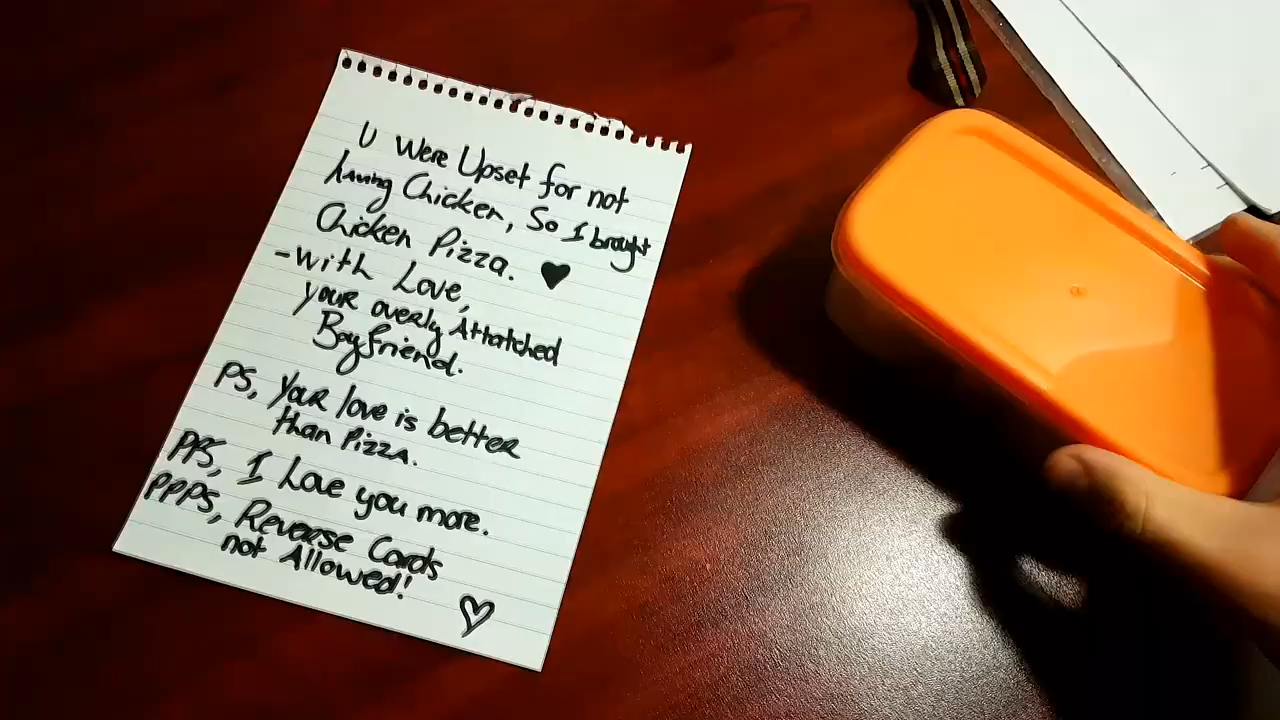 U Were Upset for not
having Chicken, So I brought
Chicken Pizza. ♥
-With Love,
your overly Attatched
Boyfriend.
PS, Your love is better
than Pizza.
PPS, I Love you more.
PPPS, Reverse Cards
not Allowed! ♡